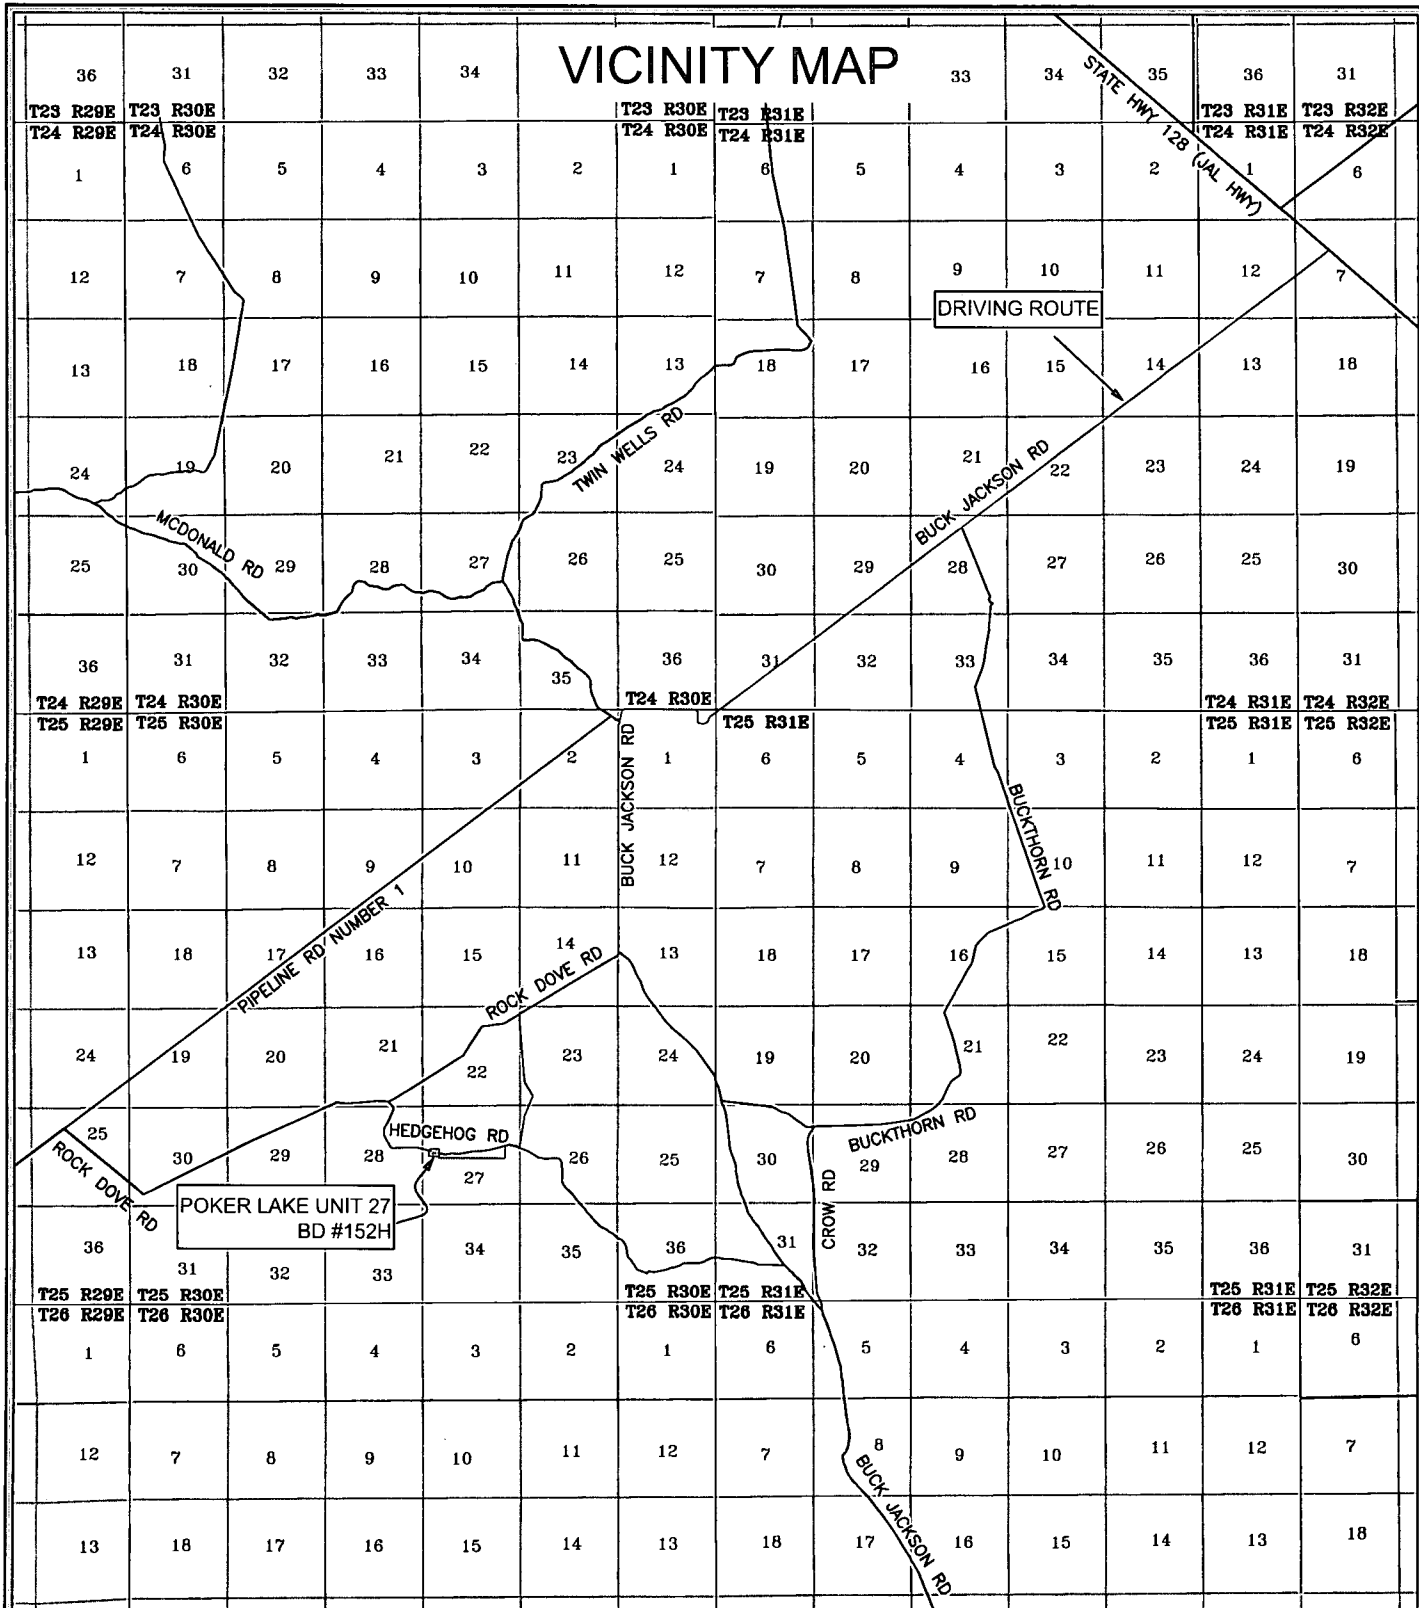 VICINITY MAP
36 31 32 33 34 33 34 35 36 31
STATE HWY 128 (JAL HWY)
T23 R29E T23 R30E T23 R30E T23 R31E T23 R31E T23 R32E
T24 R29E T24 R30E T24 R30E T24 R31E T24 R31E T24 R32E
1 6 5 4 3 2 1 6 5 4 3 2 1 6
12 7 8 9 10 11 12 7 8 9 10 11 12 7
DRIVING ROUTE
13 18 17 16 15 14 13 18 17 16 15 14 13 18
TWIN WELLS RD
BUCK JACKSON RD
24 19 20 21 22 23 24 19 20 21 22 23 24 19
MCDONALD RD
25 30 29 28 27 26 25 30 29 28 27 26 25 30
36 31 32 33 34 35 36 31 32 33 34 35 36 31
T24 R29E T24 R30E T24 R30E T24 R31E T24 R32E
T25 R29E T25 R30E T25 R31E T25 R31E T25 R32E
1 6 5 4 3 2 1 6 5 4 3 2 1 6
BUCK JACKSON RD
BUCKTHORN RD
12 7 8 9 10 11 12 7 8 9 10 11 12 7
PIPELINE RD NUMBER 1
13 18 17 16 15 14 13 18 17 16 15 14 13 18
ROCK DOVE RD
24 19 20 21 22 23 24 19 20 21 22 23 24 19
HEDGEHOG RD
BUCKTHORN RD
25 30 29 28 27 26 25 30 29 28 27 26 25 30
ROCK DOVE RD
CROW RD
POKER LAKE UNIT 27
BD #152H
36 31 32 33 34 35 36 31 32 33 34 35 36 31
T25 R29E T25 R30E T25 R30E T25 R31E T25 R31E T25 R32E
T26 R29E T26 R30E T26 R30E T26 R31E T26 R31E T26 R32E
1 6 5 4 3 2 1 6 5 4 3 2 1 6
12 7 8 9 10 11 12 7 8 9 10 11 12 7
BUCK JACKSON RD
13 18 17 16 15 14 13 18 17 16 15 14 13 18